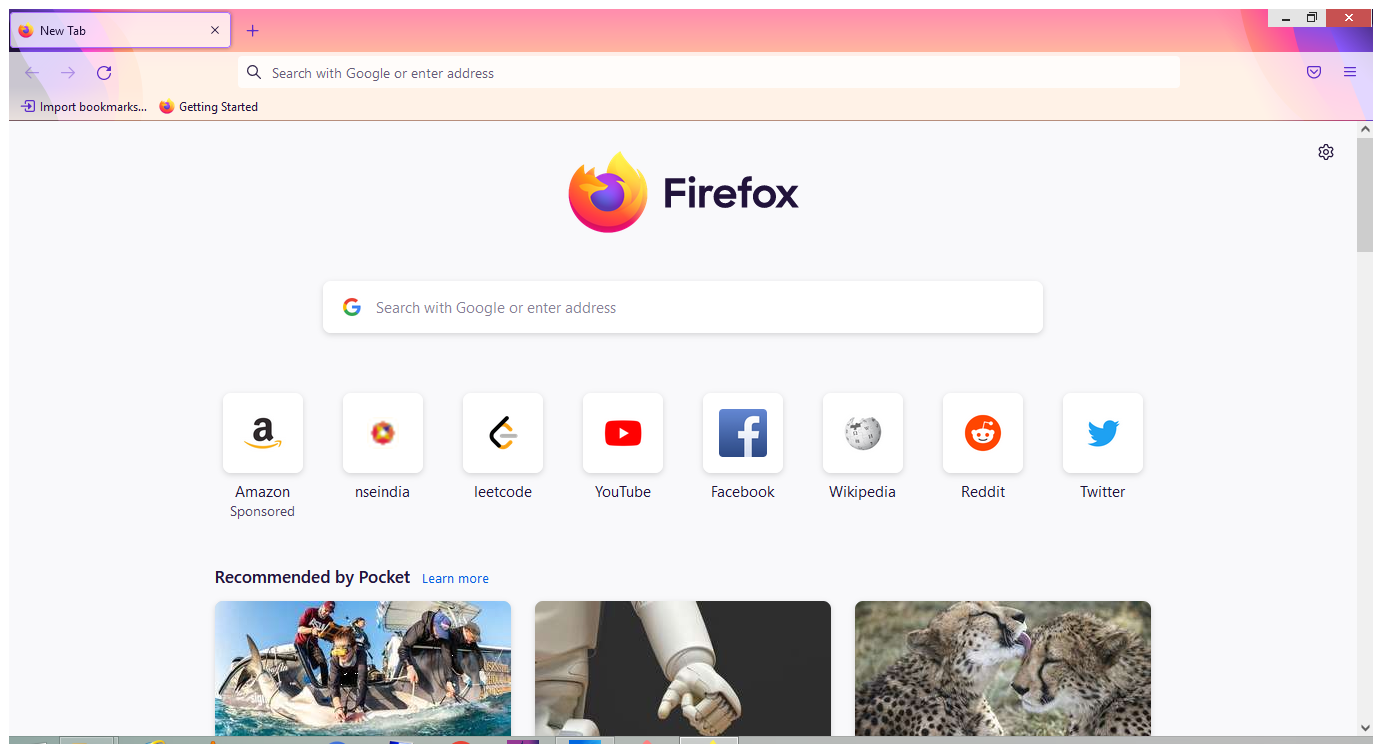 New Tab
Search with Google or enter address
Import bookmarks...
Getting Started
Firefox
Search with Google or enter address
Amazon
Sponsored
nseindia
leetcode
YouTube
Facebook
Wikipedia
Reddit
Twitter
Recommended by Pocket Learn more